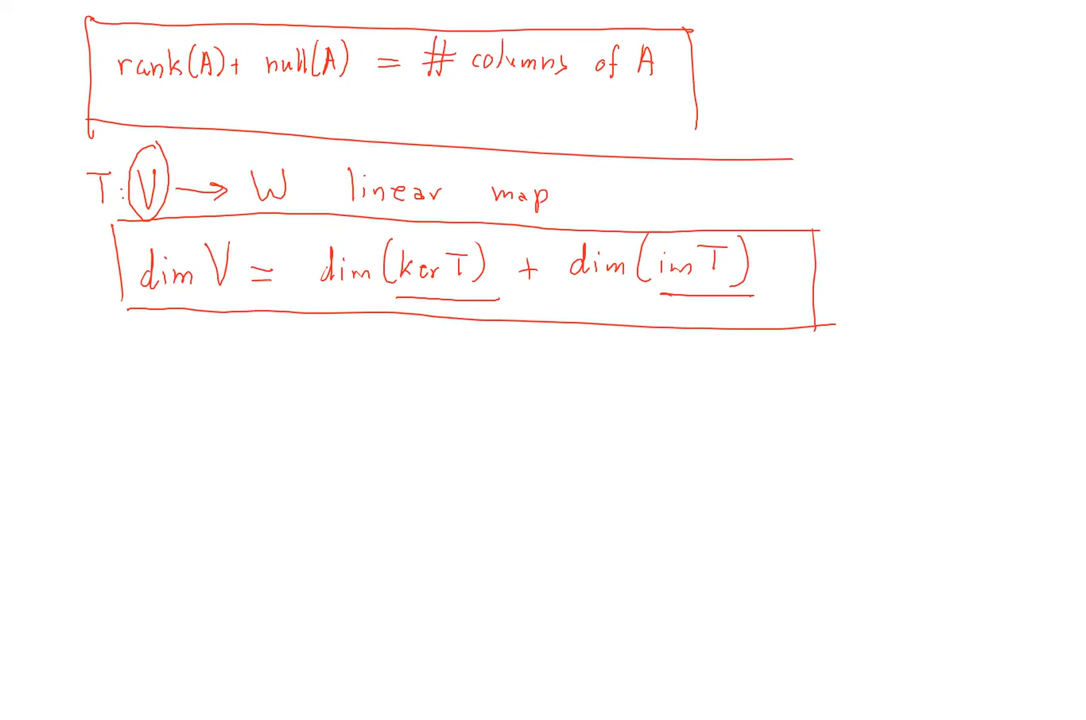 rank(A)+ null(A) = # columns of A
T: V → W linear map
dim V = dim(ker T) + dim(im T)